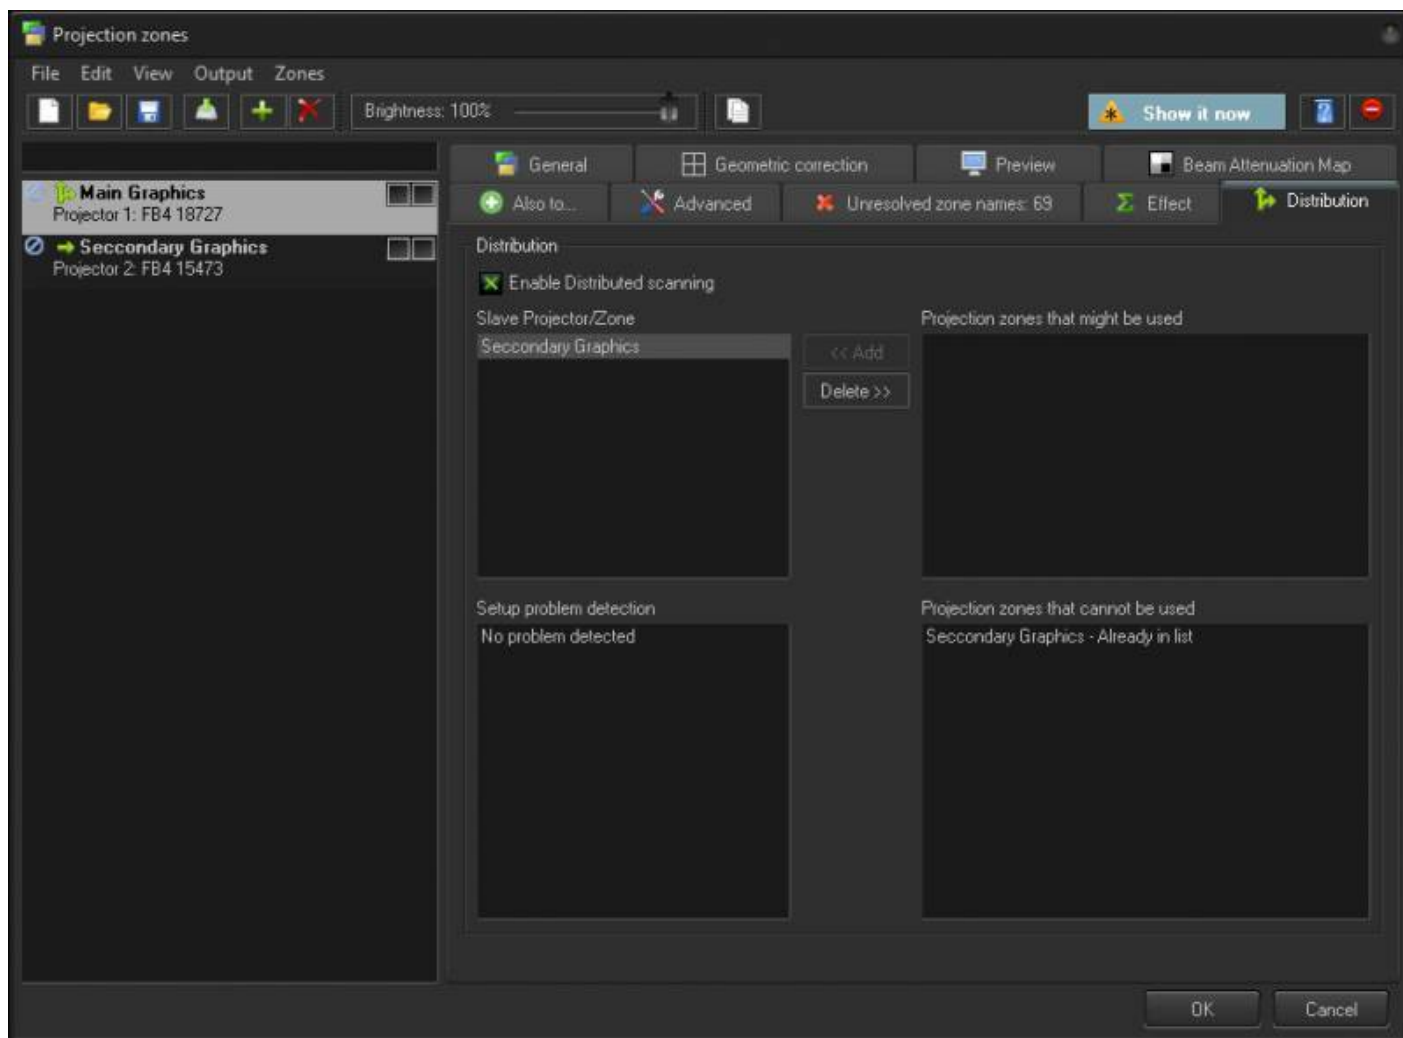 Projection zones
File Edit View Output Zones
Brightness: 100%
Show it now
General Geometric correction Preview Beam Attenuation Map
Also to... Advanced Unresolved zone names: 69 Effect Distribution
Main Graphics
Projector 1: FB4 18727
Seccondary Graphics
Projector 2: FB4 15473
Distribution
Enable Distributed scanning
Slave Projector/Zone
Seccondary Graphics
<< Add
Delete >>
Projection zones that might be used
Setup problem detection
No problem detected
Projection zones that cannot be used
Seccondary Graphics - Already in list
OK Cancel